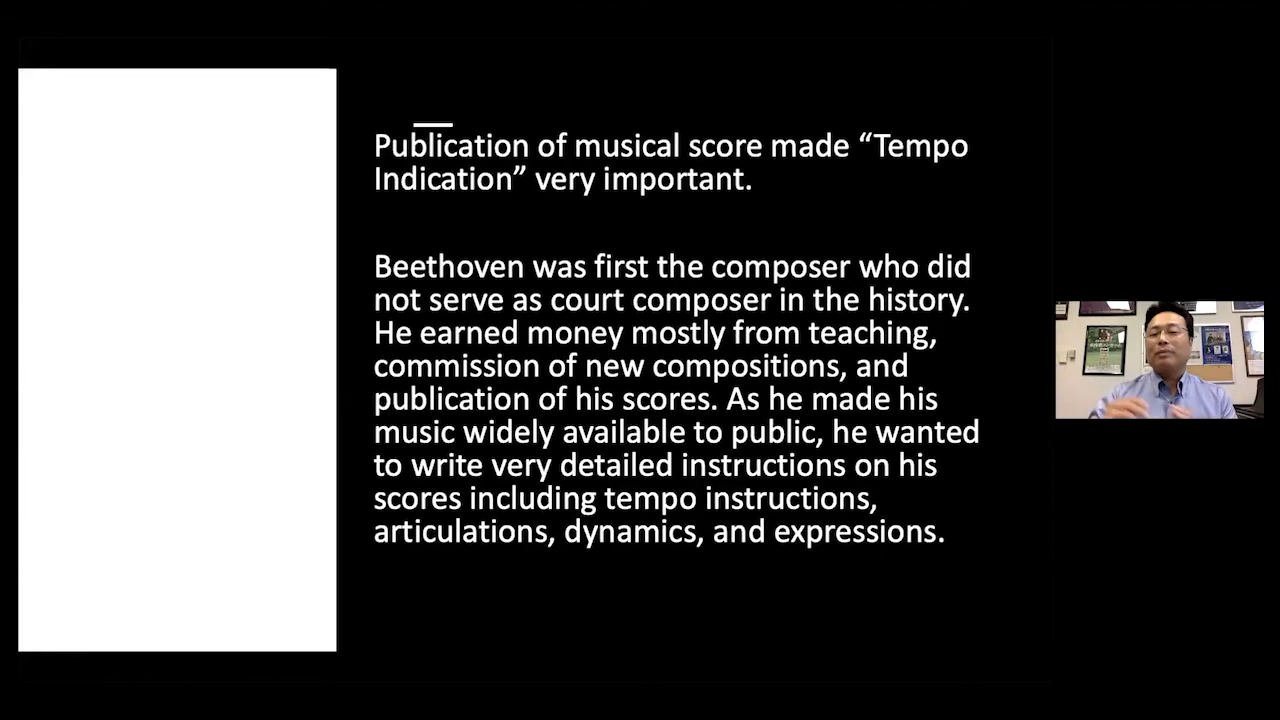 Publication of musical score made “Tempo
Indication” very important.
Beethoven was first the composer who did
not serve as court composer in the history.
He earned money mostly from teaching,
commission of new compositions, and
publication of his scores. As he made his
music widely available to public, he wanted
to write very detailed instructions on his
scores including tempo instructions,
articulations, dynamics, and expressions.